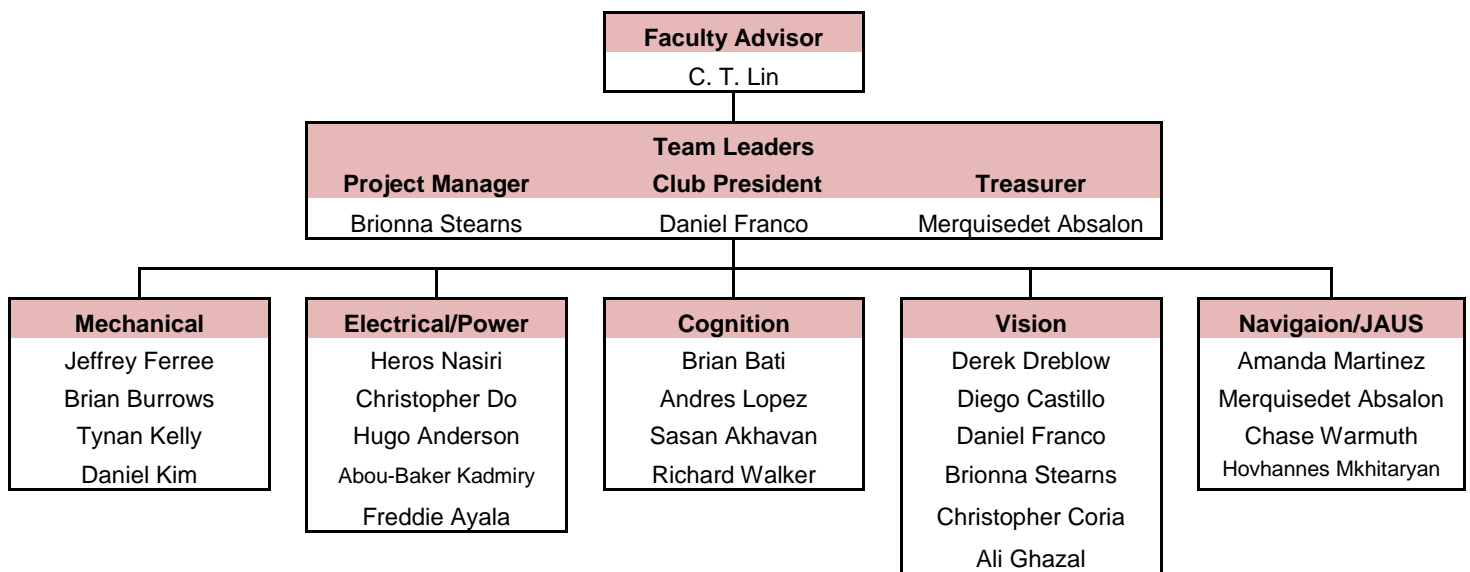 Faculty Advisor
C. T. Lin
Team Leaders
Project Manager Club President Treasurer
Brionna Stearns Daniel Franco Merquisedet Absalon
Mechanical
Jeffrey Ferree
Brian Burrows
Tynan Kelly
Daniel Kim
Electrical/Power
Heros Nasiri
Christopher Do
Hugo Anderson
Abou-Baker Kadmiry
Freddie Ayala
Cognition
Brian Bati
Andres Lopez
Sasan Akhavan
Richard Walker
Vision
Derek Dreblow
Diego Castillo
Daniel Franco
Brionna Stearns
Christopher Coria
Ali Ghazal
Navigaion/JAUS
Amanda Martinez
Merquisedet Absalon
Chase Warmuth
Hovhannes Mkhitaryan